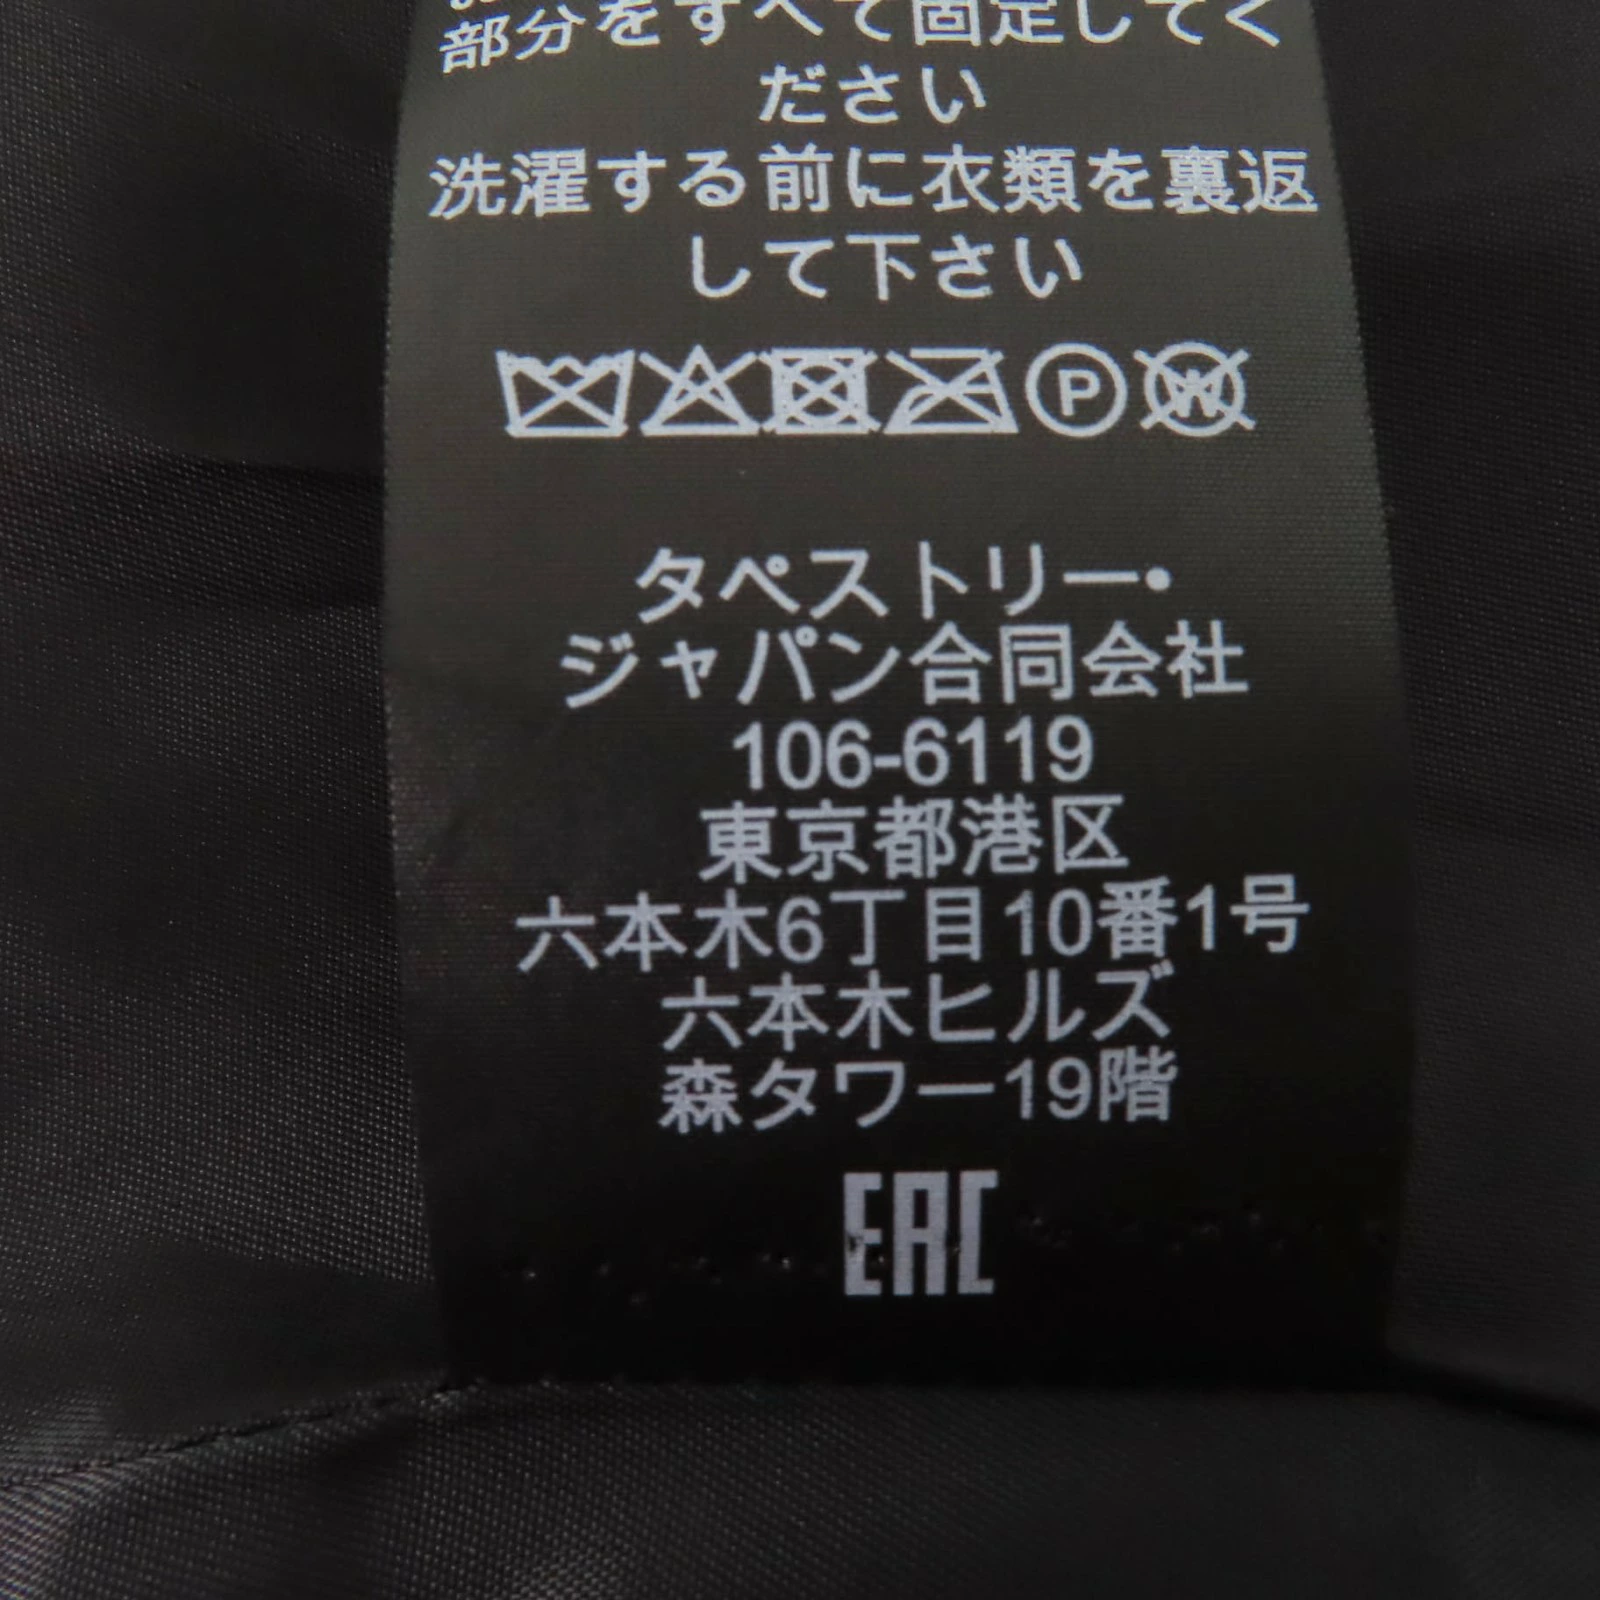 部分をすべて固定してく
ださい
洗濯する前に衣類を裏返
して下さい
P W
タペストリー・
ジャパン合同会社
106-6119
東京都港区
六本木6丁目10番1号
六本木ヒルズ
森タワー19階
EAC